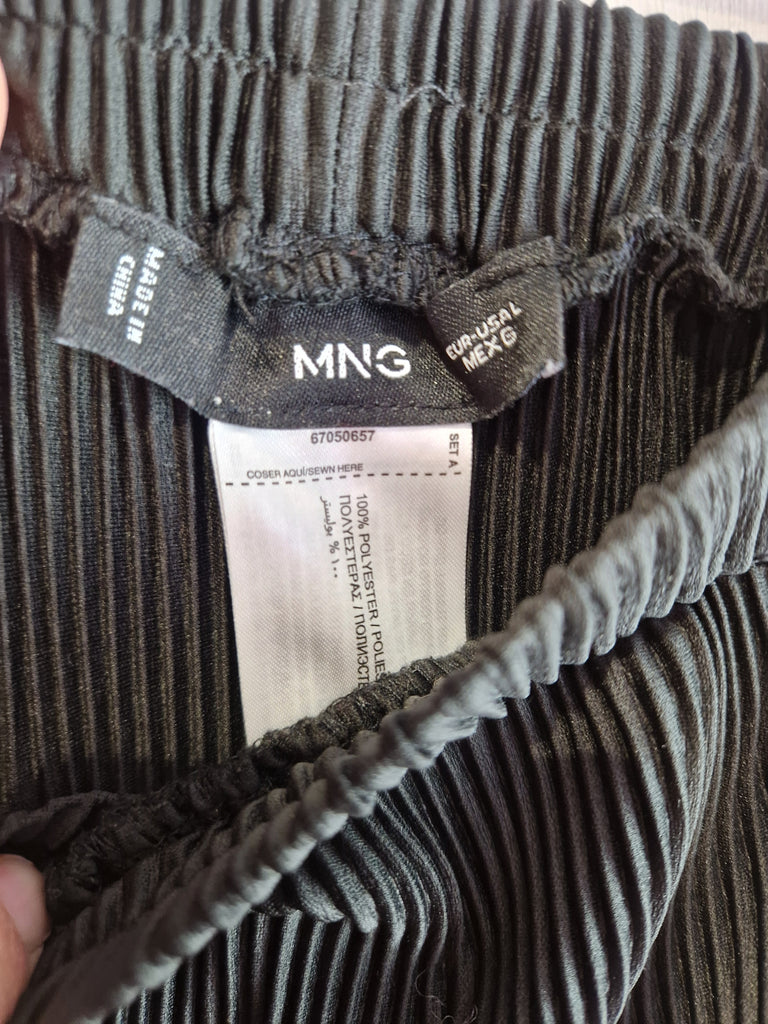 MADE IN
CHINA
MNG
EUR-USA L
MEX G
67050657
SET A
COSER AQUÍ/SEWN HERE
100% POLYESTER / POLIES
ΠΟΛΥΕΣΤΕΡΑΣ / ПОЛИЭСТЕ
١٠٠ % بوليستر